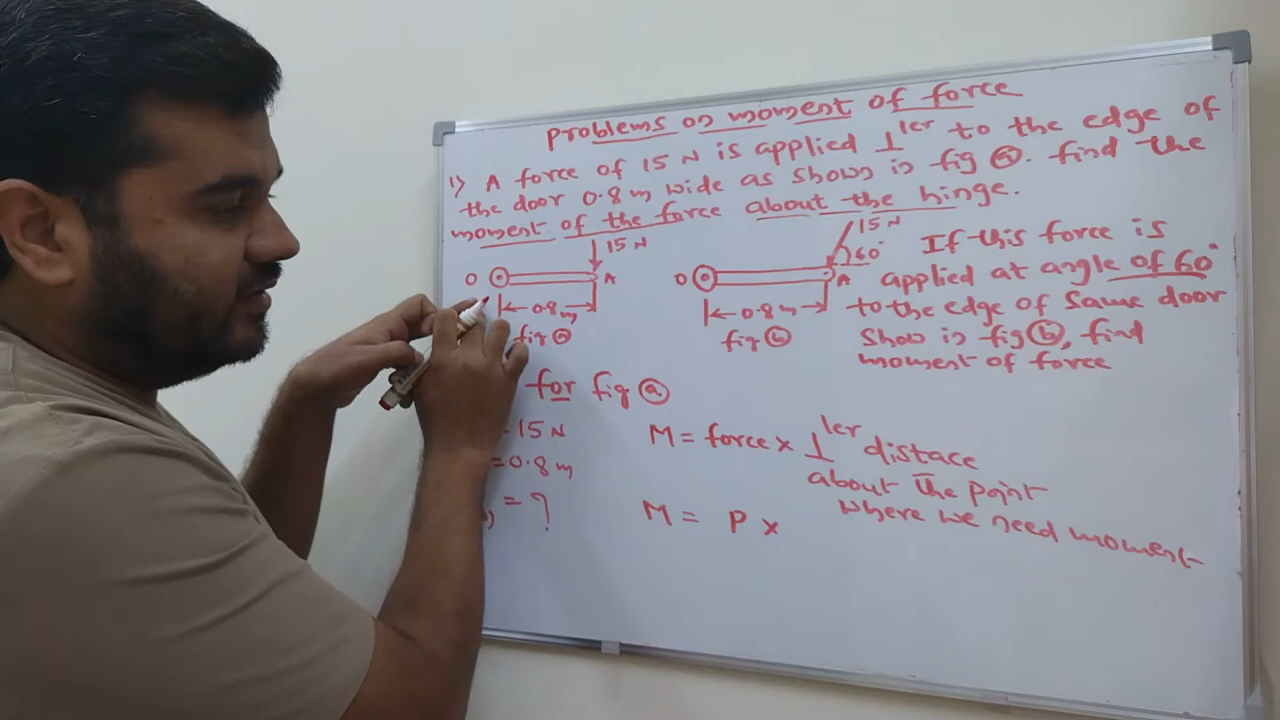 problems on moment of force
1) A force of 15 N is applied ⊥ler to the edge of
the door 0.8 m wide as shown in fig ⓐ. find the
moment of the force about the hinge.
15 N
O A
0.8 m
fig ⓐ
15 N
60°
O A
0.8 m
fig ⓑ
If this force is
applied at angle of 60°
to the edge of same door
show in fig ⓑ, find
moment of force
for fig ⓐ
15 N
= 0.8 m
= ?
M = force × ⊥ler distace
about the point
where we need moment
M = P ×